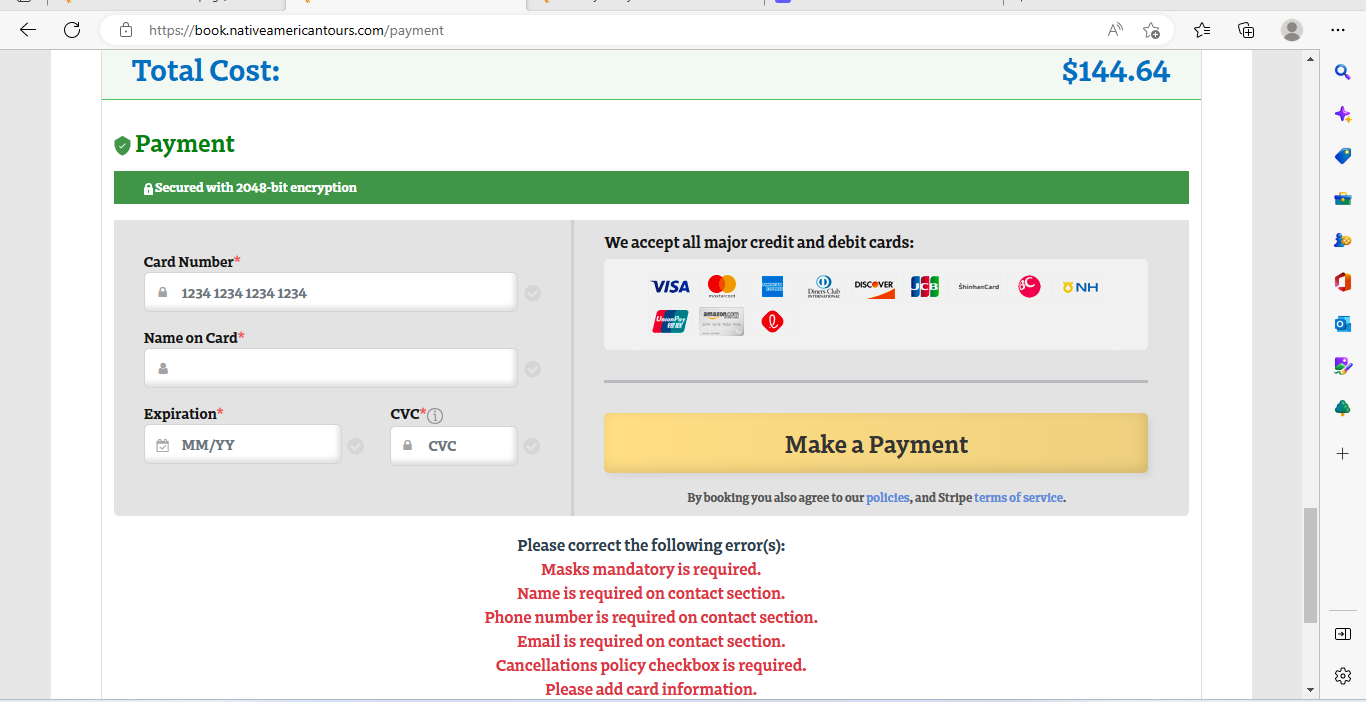 https://book.nativeamericantours.com/payment
Total Cost:
$144.64
Payment
Secured with 2048-bit encryption
Card Number*
1234 1234 1234 1234
Name on Card*
Expiration*
CVC*
MM/YY
CVC
We accept all major credit and debit cards:
VISA
mastercard
AMERICAN EXPRESS
Diners Club INTERNATIONAL
DISCOVER
JCB
ShinhanCard
BC
NH
UnionPay 银联
amazon.com
Make a Payment
By booking you also agree to our policies, and Stripe terms of service.
Please correct the following error(s):
Masks mandatory is required.
Name is required on contact section.
Phone number is required on contact section.
Email is required on contact section.
Cancellations policy checkbox is required.
Please add card information.